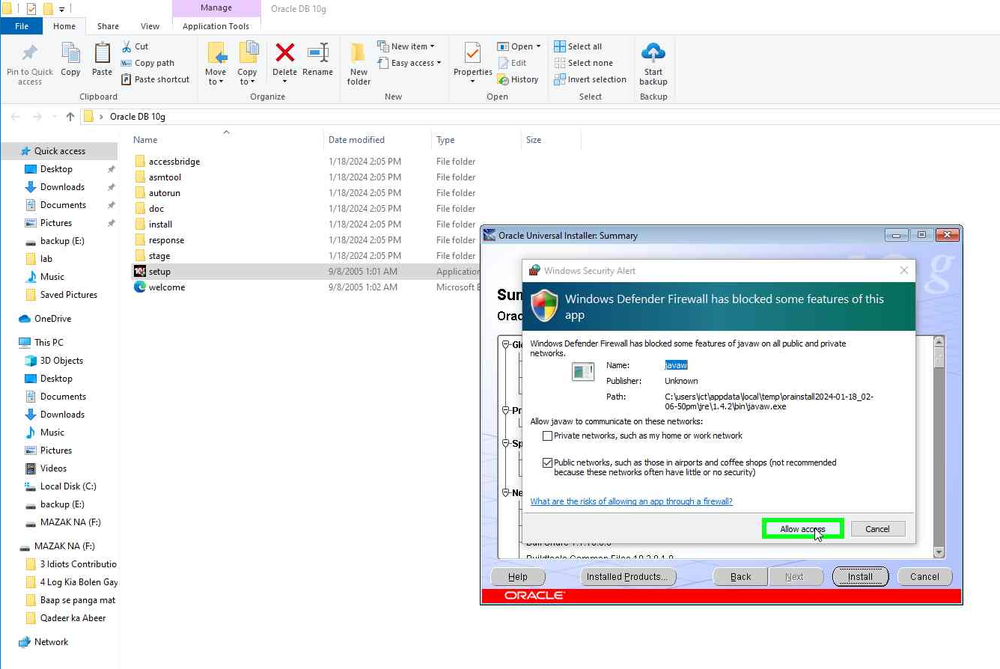 Manage
Oracle DB 10g
File
Home
Share
View
Application Tools
Pin to Quick access
Copy
Paste
Cut
Copy path
Paste shortcut
Clipboard
Move to
Copy to
Delete
Rename
Organize
New folder
New item
Easy access
New
Properties
Open
Edit
History
Open
Select all
Select none
Invert selection
Select
Start backup
Backup
Oracle DB 10g
Name
Date modified
Type
Size
accessbridge 1/18/2024 2:05 PM File folder
asmtool 1/18/2024 2:05 PM File folder
autorun 1/18/2024 2:05 PM File folder
doc 1/18/2024 2:05 PM File folder
install 1/18/2024 2:05 PM File folder
response 1/18/2024 2:05 PM File folder
stage 1/18/2024 2:05 PM File folder
setup 9/8/2005 1:01 AM Application
welcome 9/8/2005 1:02 AM Microsoft E
Quick access
Desktop
Downloads
Documents
Pictures
backup (E:)
lab
Music
Saved Pictures
OneDrive
This PC
3D Objects
Desktop
Documents
Downloads
Music
Pictures
Videos
Local Disk (C:)
backup (E:)
MAZAK NA (F:)
MAZAK NA (F:)
3 Idiots Contributio
4 Log Kia Bolen Gay
Baap se panga mat
Qadeer ka Abeer
Network
Oracle Universal Installer: Summary
Windows Security Alert
Windows Defender Firewall has blocked some features of this
app
Windows Defender Firewall has blocked some features of javaw on all public and private
networks.
Name: javaw
Publisher: Unknown
Path: C:\users\ict\appdata\local\temp\orainstall2024-01-18_02-
06-50pm\jre\1.4.2\bin\javaw.exe
Allow javaw to communicate on these networks:
Private networks, such as my home or work network
Public networks, such as those in airports and coffee shops (not recommended
because these networks often have little or no security)
What are the risks of allowing an app through a firewall?
Allow access
Cancel
Help
Installed Products...
Back
Next
Install
Cancel
ORACLE